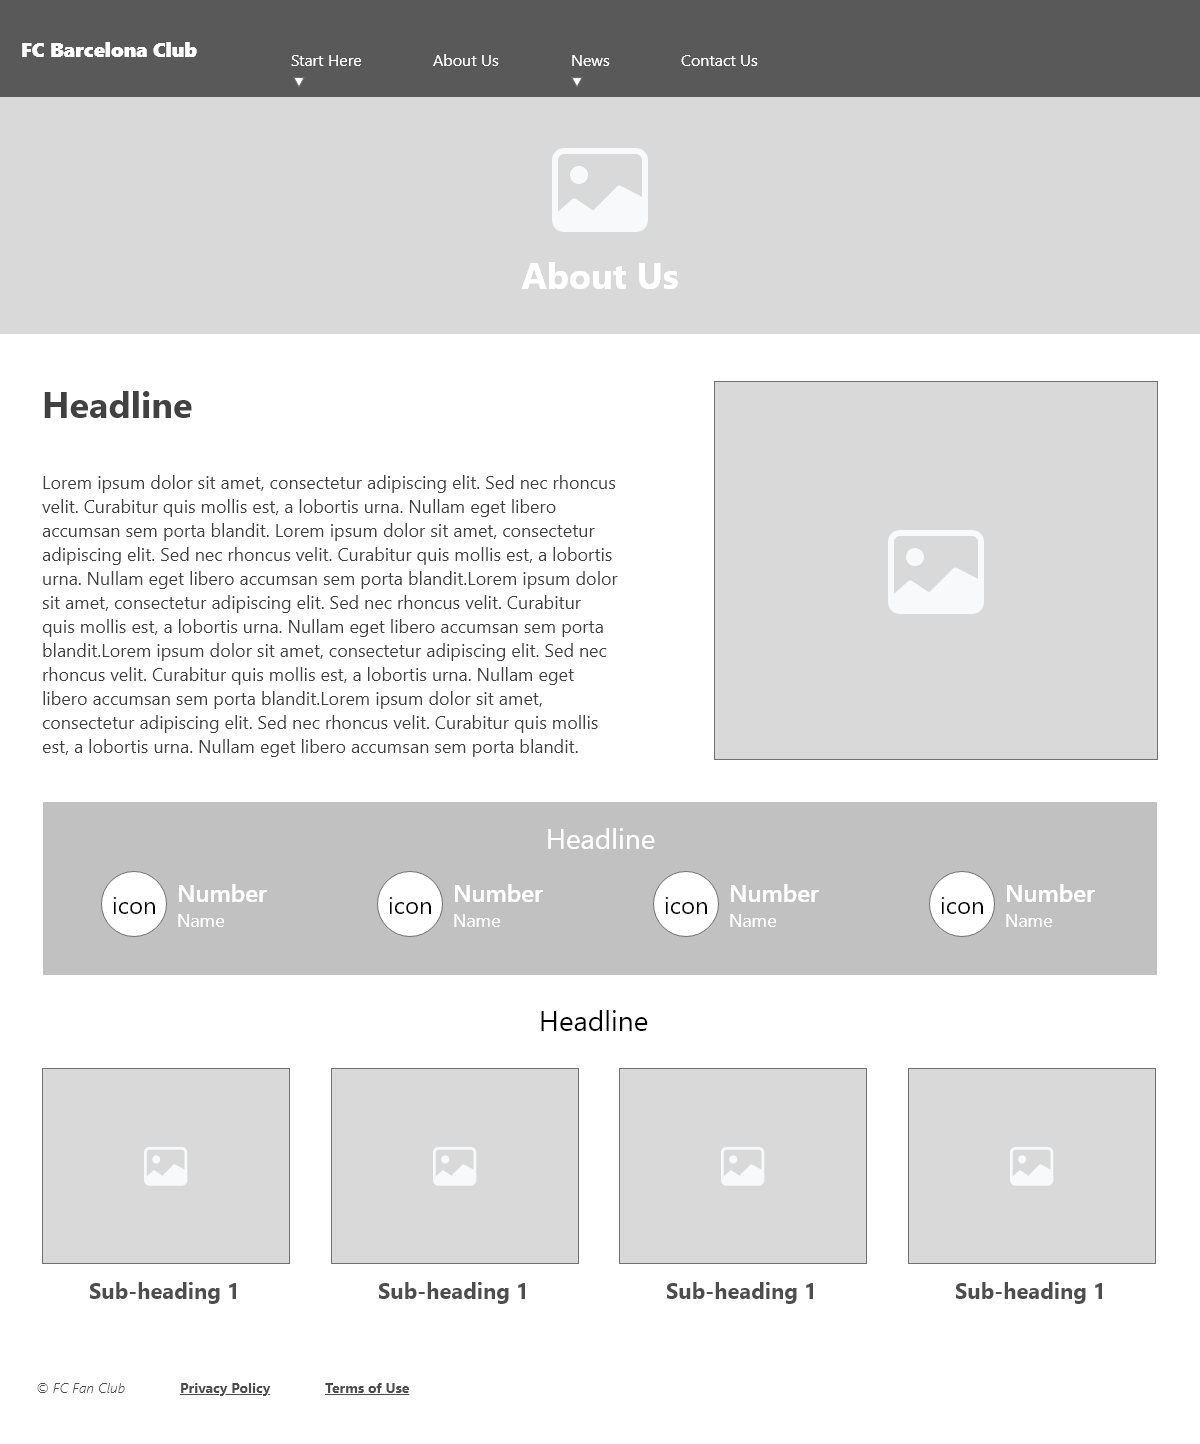 FC Barcelona Club
Start Here
About Us
News
Contact Us
▼
▼
About Us
Headline
Lorem ipsum dolor sit amet, consectetur adipiscing elit. Sed nec rhoncus
velit. Curabitur quis mollis est, a lobortis urna. Nullam eget libero
accumsan sem porta blandit. Lorem ipsum dolor sit amet, consectetur
adipiscing elit. Sed nec rhoncus velit. Curabitur quis mollis est, a lobortis
urna. Nullam eget libero accumsan sem porta blandit.Lorem ipsum dolor
sit amet, consectetur adipiscing elit. Sed nec rhoncus velit. Curabitur
quis mollis est, a lobortis urna. Nullam eget libero accumsan sem porta
blandit.Lorem ipsum dolor sit amet, consectetur adipiscing elit. Sed nec
rhoncus velit. Curabitur quis mollis est, a lobortis urna. Nullam eget
libero accumsan sem porta blandit.Lorem ipsum dolor sit amet,
consectetur adipiscing elit. Sed nec rhoncus velit. Curabitur quis mollis
est, a lobortis urna. Nullam eget libero accumsan sem porta blandit.
Headline
icon
Number
Name
icon
Number
Name
icon
Number
Name
icon
Number
Name
Headline
Sub-heading 1
Sub-heading 1
Sub-heading 1
Sub-heading 1
© FC Fan Club
Privacy Policy
Terms of Use